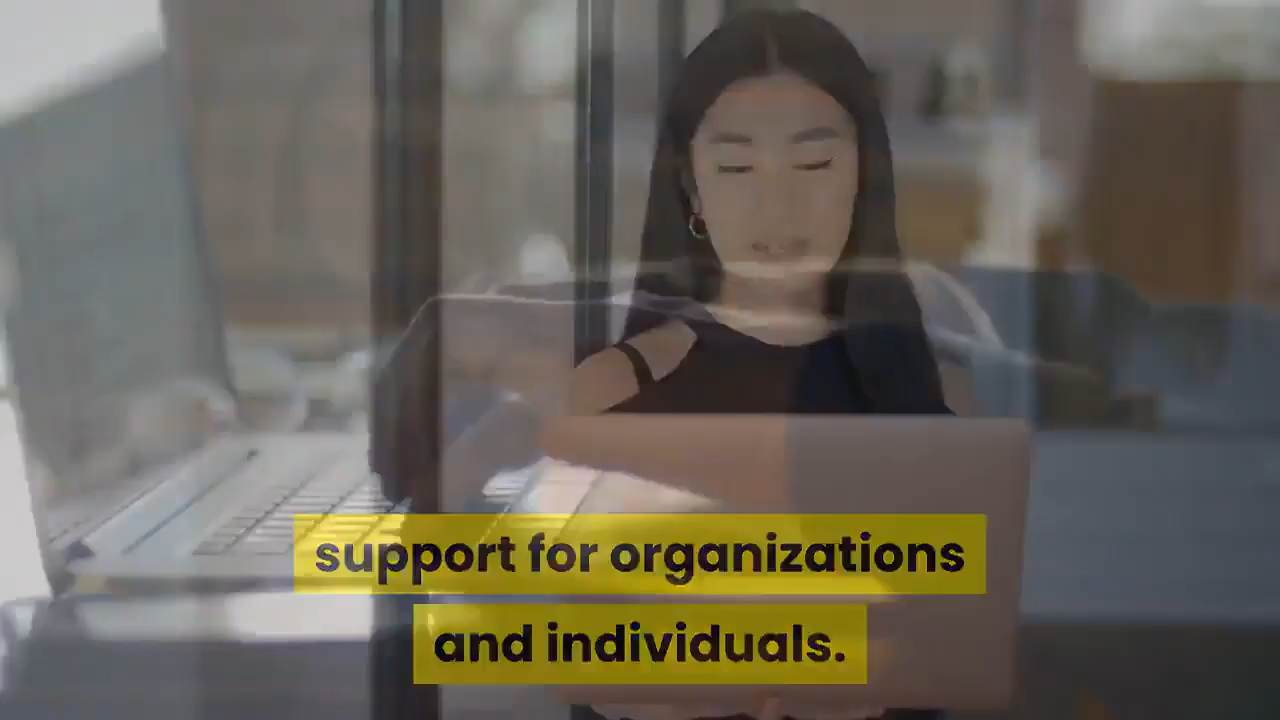 support for organizations
and individuals.